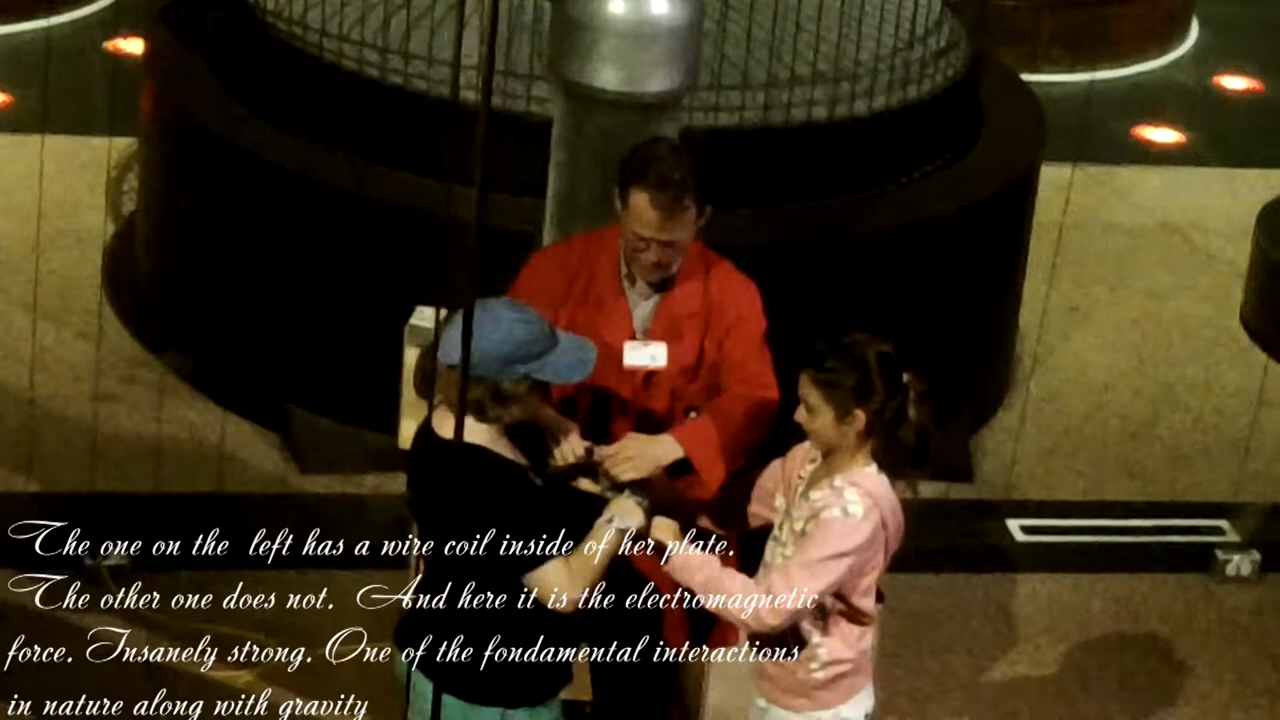 The one on the left has a wire coil inside of her plate.
The other one does not. And here it is the electromagnetic
force. Insanely strong. One of the fondamental interactions
in nature along with gravity